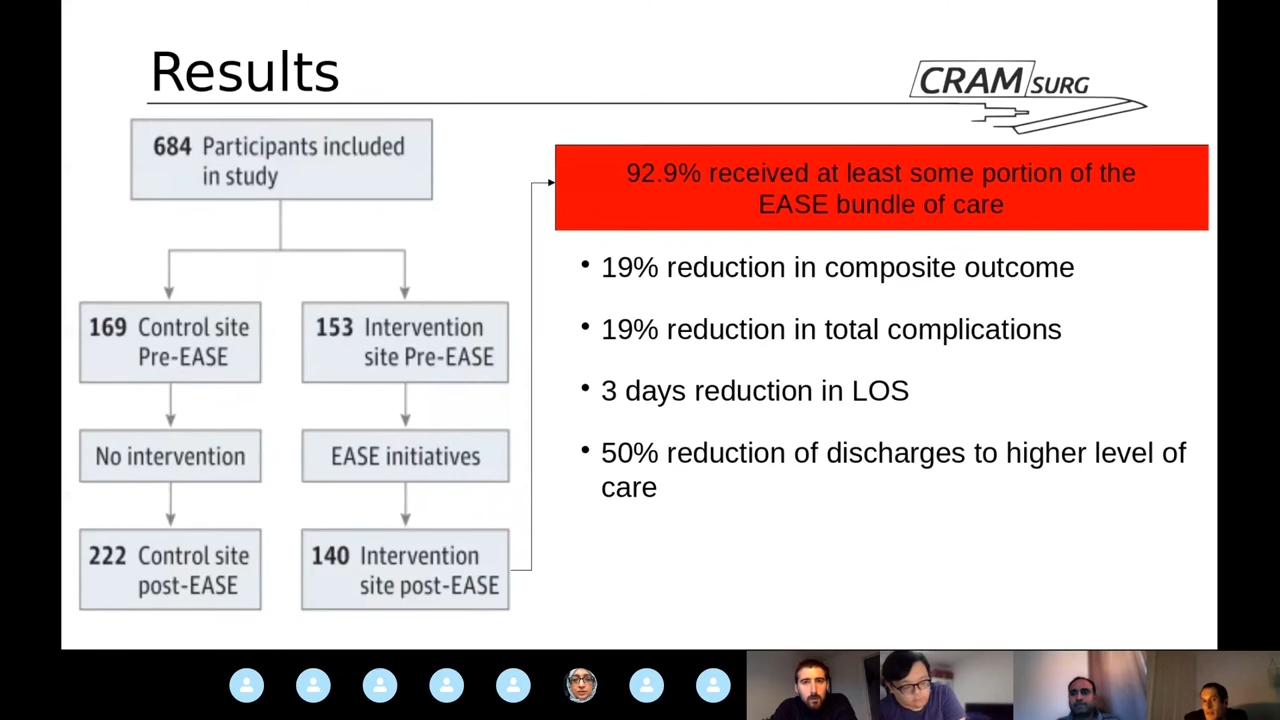 Results
CRAM SURG
684 Participants included
in study
92.9% received at least some portion of the
EASE bundle of care
• 19% reduction in composite outcome
• 19% reduction in total complications
• 3 days reduction in LOS
• 50% reduction of discharges to higher level of
care
169 Control site
Pre-EASE
153 Intervention
site Pre-EASE
No intervention
EASE initiatives
222 Control site
post-EASE
140 Intervention
site post-EASE